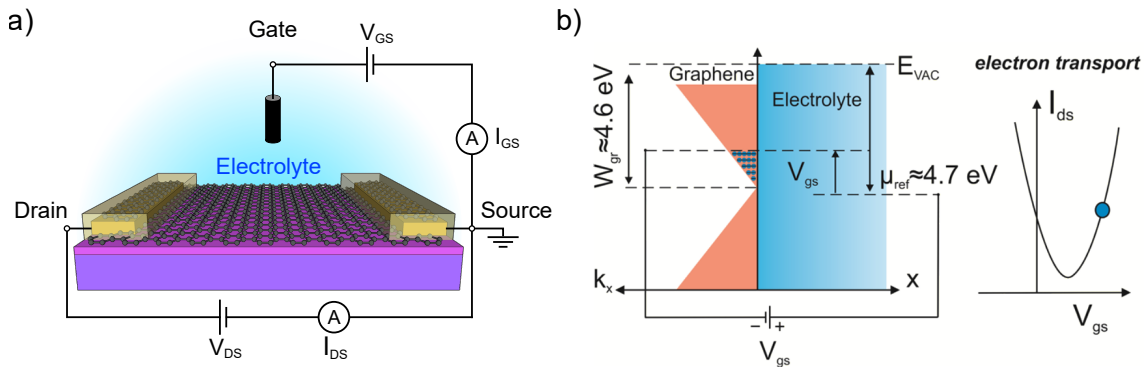 a)
Gate
V_GS
I_GS
Electrolyte
Drain
Source
V_DS
I_DS
A
A
b)
Graphene
E_VAC
electron transport
W_gr≈4.6 eV
Electrolyte
I_ds
V_gs
μ_ref≈4.7 eV
k_x
x
− +
V_gs
V_gs